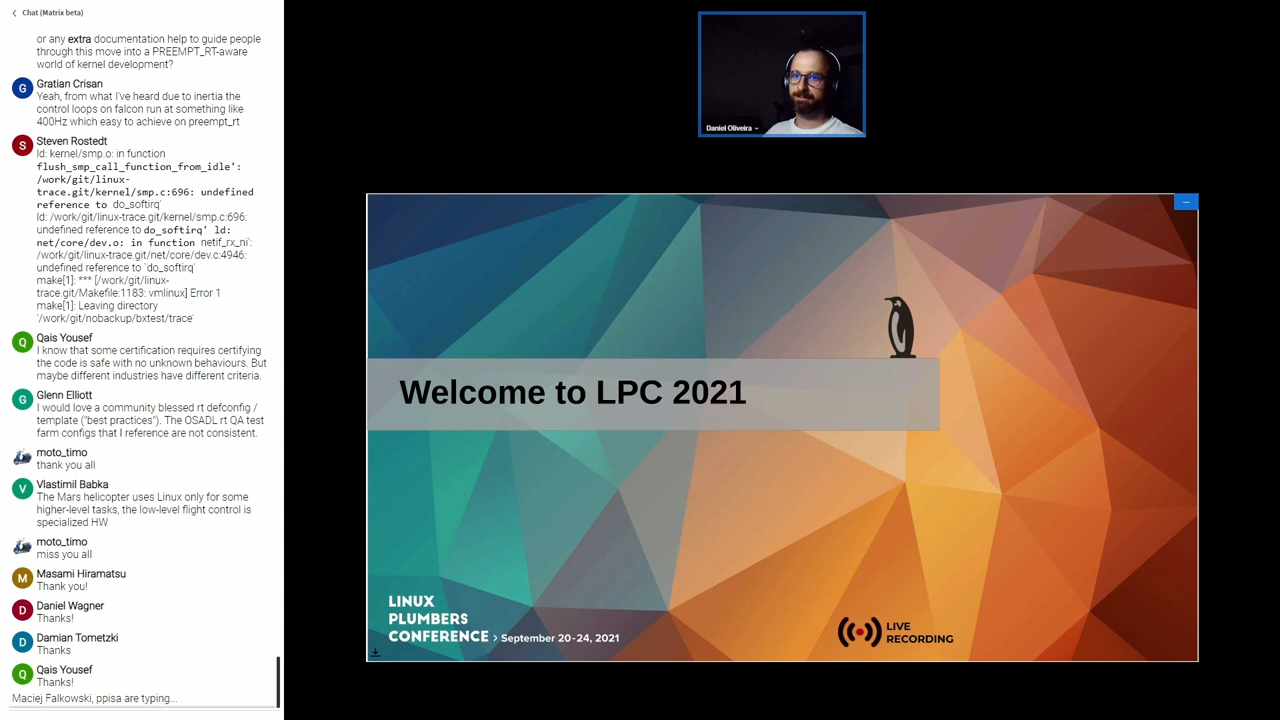 Chat (Matrix beta)
or any extra documentation help to guide people
through this move into a PREEMPT_RT-aware
world of kernel development?
G
Gratian Crisan
Yeah, from what I've heard due to inertia the
control loops on falcon run at something like
400Hz which easy to achieve on preempt_rt
S
Steven Rostedt
ld: kernel/smp.o: in function
flush_smp_call_function_from_idle':
/work/git/linux-
trace.git/kernel/smp.c:696: undefined
reference to do_softirq'
ld: /work/git/linux-trace.git/kernel/smp.c:696:
undefined reference to do_softirq' ld:
net/core/dev.o: in function netif_rx_ni':
/work/git/linux-trace.git/net/core/dev.c:4946:
undefined reference to `do_softirq'
make[1]: *** [/work/git/linux-
trace.git/Makefile:1183: vmlinux] Error 1
make[1]: Leaving directory
'/work/git/nobackup/bxtest/trace'
Q
Qais Yousef
I know that some certification requires certifying
the code is safe with no unknown behaviours. But
maybe different industries have different criteria.
G
Glenn Elliott
I would love a community blessed rt defconfig /
template ("best practices"). The OSADL rt QA test
farm configs that I reference are not consistent.
moto_timo
thank you all
V
Vlastimil Babka
The Mars helicopter uses Linux only for some
higher-level tasks, the low-level flight control is
specialized HW
moto_timo
miss you all
M
Masami Hiramatsu
Thank you!
D
Daniel Wagner
Thanks!
D
Damian Tometzki
Thanks
Q
Qais Yousef
Thanks!
Maciej Falkowski, ppisa are typing...
Daniel Oliveira
Welcome to LPC 2021
LINUX
PLUMBERS
CONFERENCE > September 20-24, 2021
LIVE
RECORDING